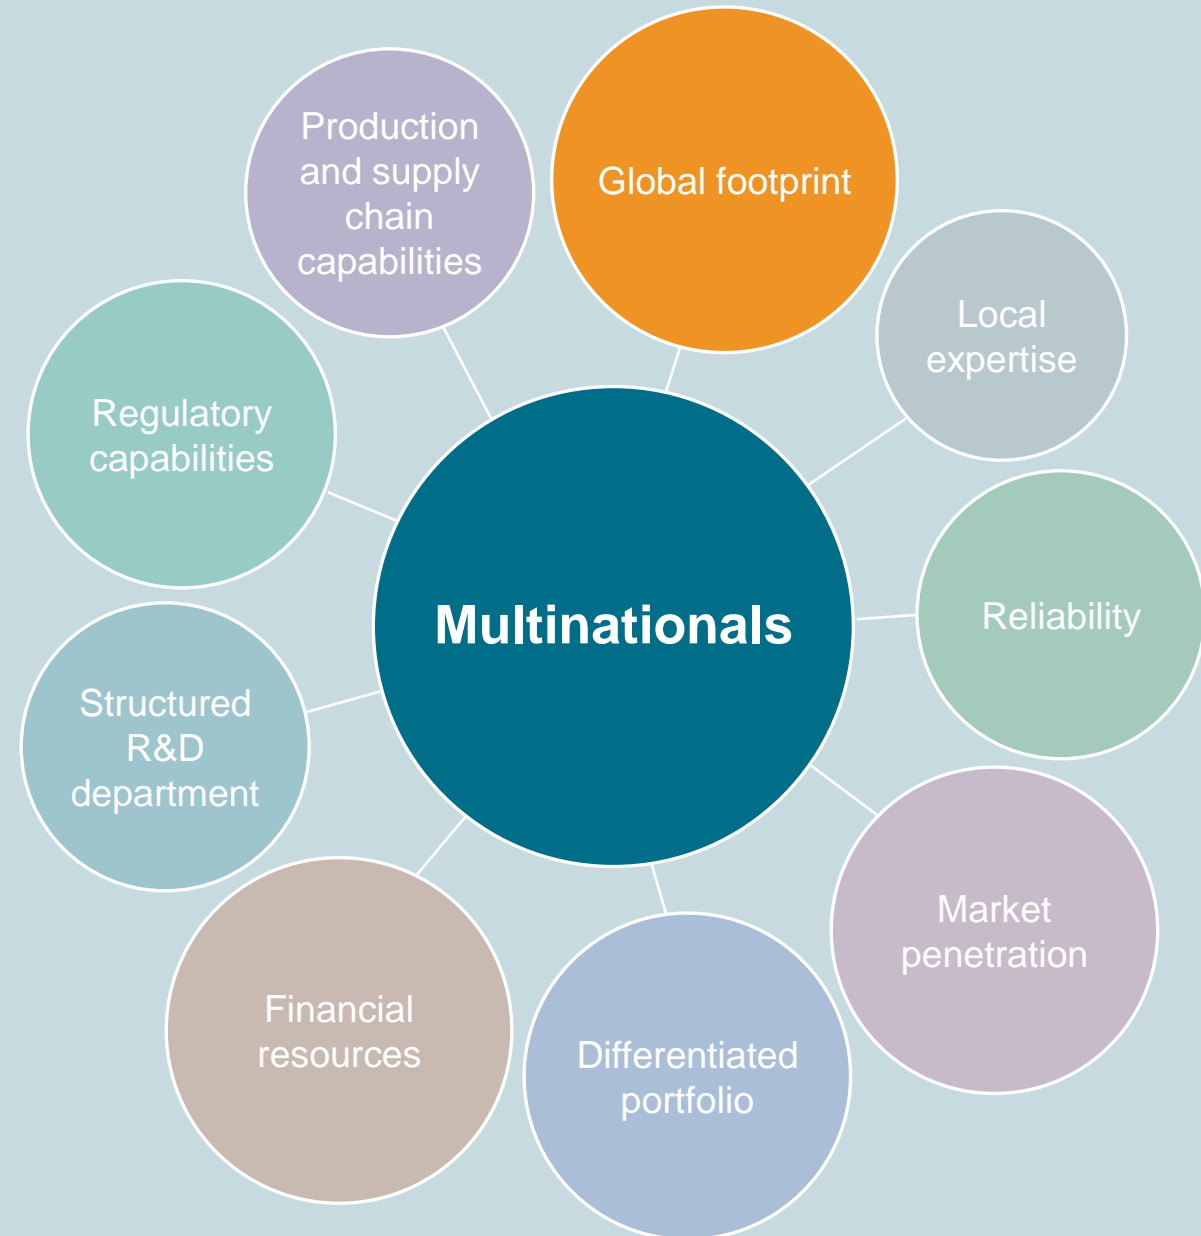 Production
and supply
chain
capabilities
Global footprint
Local
expertise
Regulatory
capabilities
Multinationals
Reliability
Structured
R&D
department
Market
penetration
Financial
resources
Differentiated
portfolio